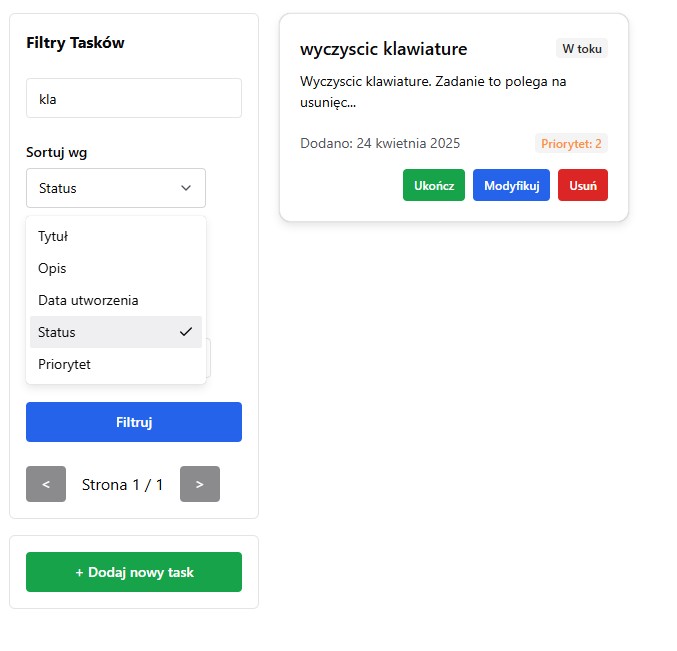 Filtry Tasków
kla
Sortuj wg
Status
Tytuł
Opis
Data utworzenia
Status
Priorytet
Filtruj
< Strona 1 / 1 >
+ Dodaj nowy task
wyczyscic klawiature W toku
Wyczyscic klawiature. Zadanie to polega na
usunięc...
Dodano: 24 kwietnia 2025 Priorytet: 2
Ukończ Modyfikuj Usuń